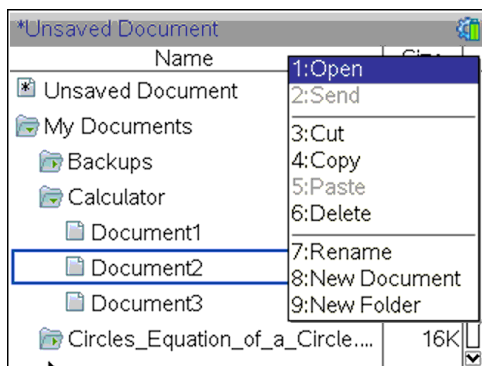 *Unsaved Document
Name
Unsaved Document
My Documents
Backups
Calculator
Document1
Document2
Document3
Circles_Equation_of_a_Circle....
16K
1:Open
2:Send
3:Cut
4:Copy
5:Paste
6:Delete
7:Rename
8:New Document
9:New Folder